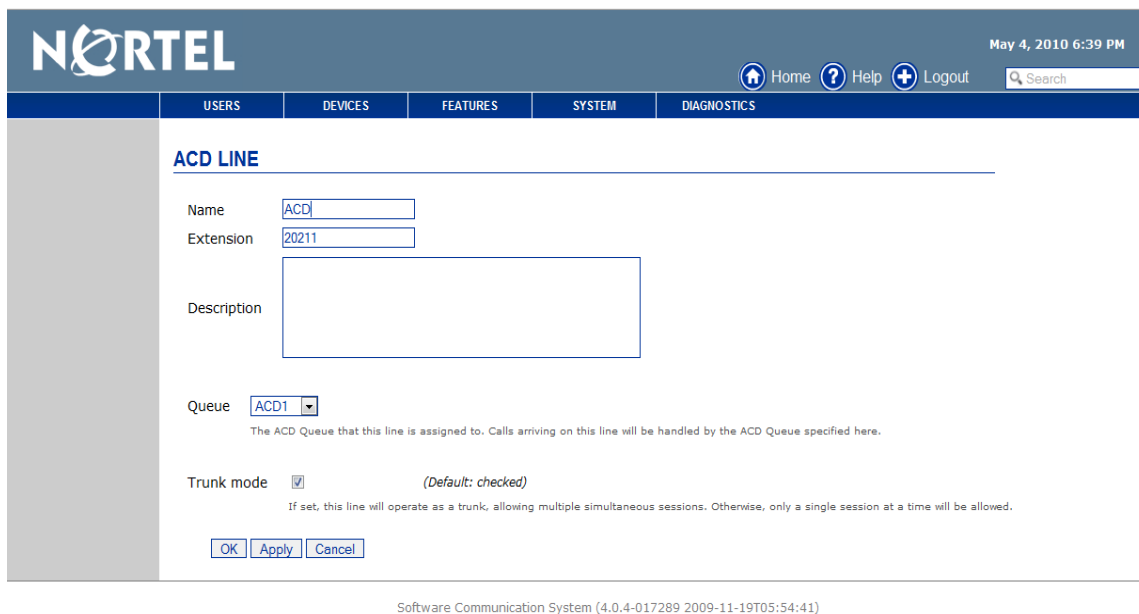 NORTEL
May 4, 2010 6:39 PM
Home ? Help Logout Search
USERS DEVICES FEATURES SYSTEM DIAGNOSTICS
ACD LINE
Name ACD
Extension 20211
Description
Queue ACD1
The ACD Queue that this line is assigned to. Calls arriving on this line will be handled by the ACD Queue specified here.
Trunk mode (Default: checked)
If set, this line will operate as a trunk, allowing multiple simultaneous sessions. Otherwise, only a single session at a time will be allowed.
OK Apply Cancel
Software Communication System (4.0.4-017289 2009-11-19T05:54:41)